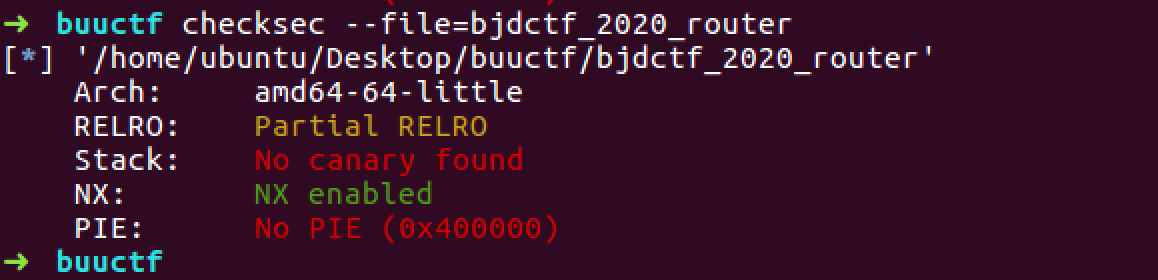 ➜ buuctf checksec --file=bjdctf_2020_router
[*] '/home/ubuntu/Desktop/buuctf/bjdctf_2020_router'
    Arch:     amd64-64-little
    RELRO:    Partial RELRO
    Stack:    No canary found
    NX:       NX enabled
    PIE:      No PIE (0x400000)
➜ buuctf